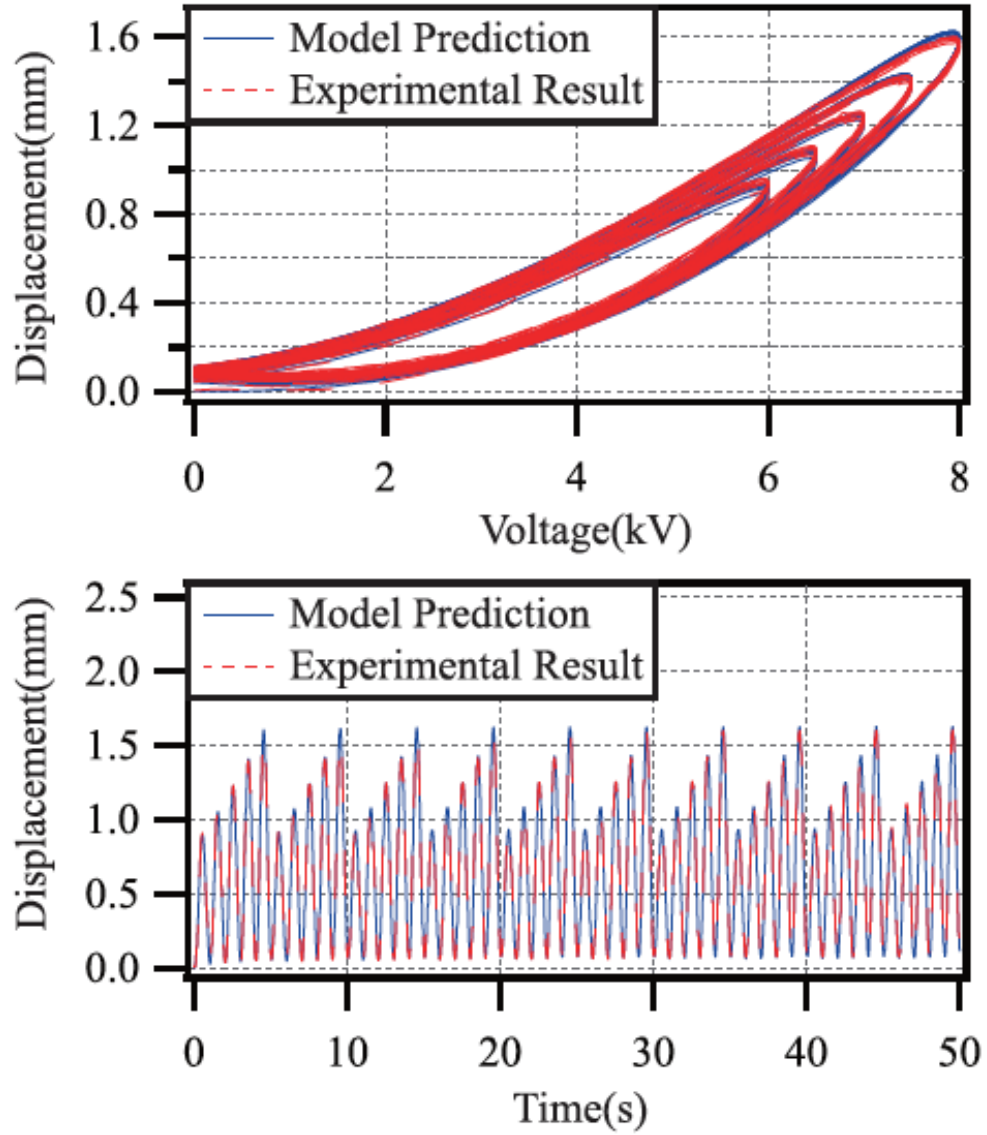 Model Prediction
Experimental Result
1.6
1.2
0.8
0.4
0.0
Displacement(mm)
0 2 4 6 8
Voltage(kV)
Model Prediction
Experimental Result
2.5
2.0
1.5
1.0
0.5
0.0
Displacement(mm)
0 10 20 30 40 50
Time(s)